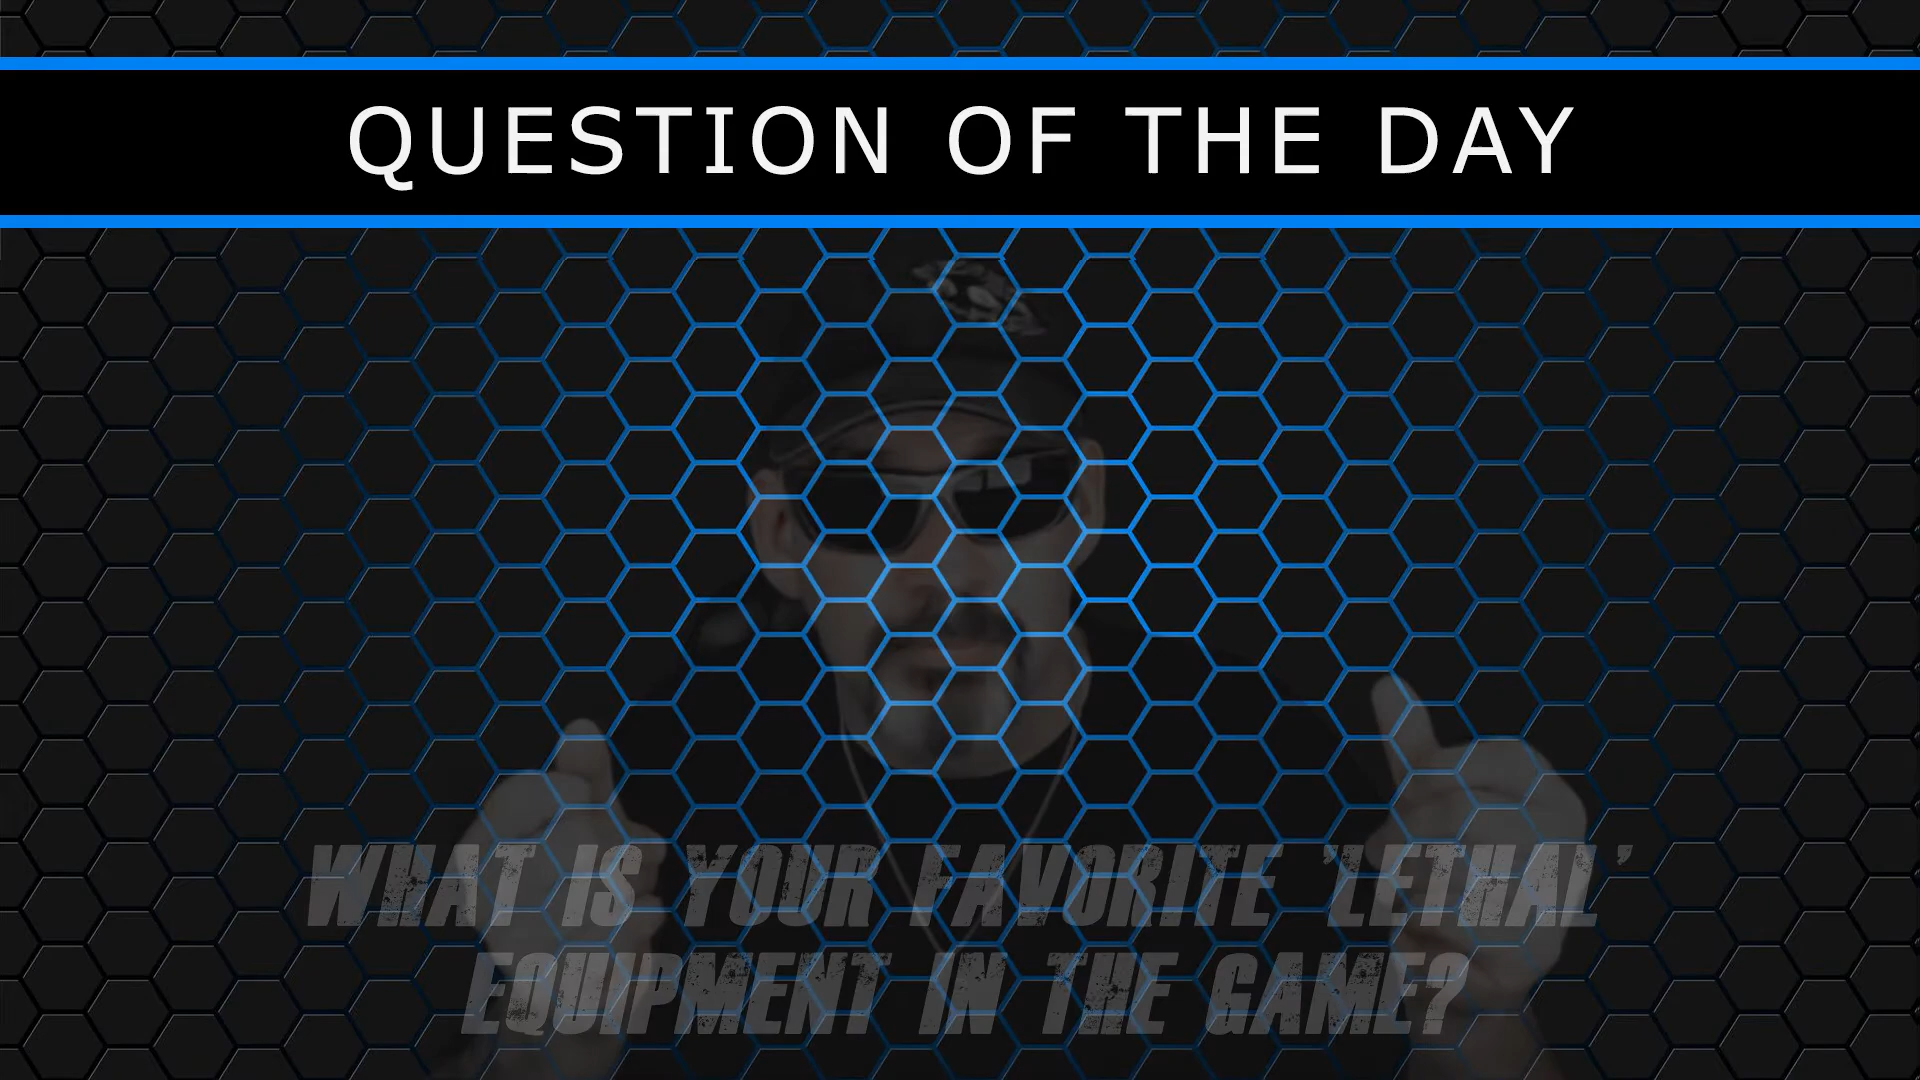 QUESTION OF THE DAY
WHAT IS YOUR FAVORITE 'LETHAL'
EQUIPMENT IN THE GAME?